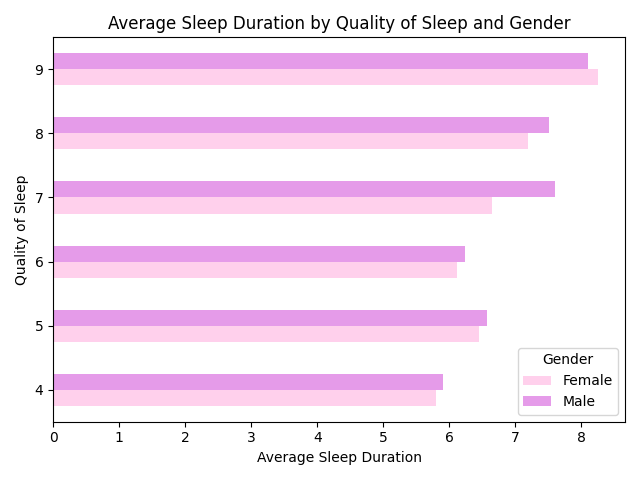 Average Sleep Duration by Quality of Sleep and Gender
Quality of Sleep
9
8
7
6
5
4
Gender
Female
Male
0 1 2 3 4 5 6 7 8
Average Sleep Duration